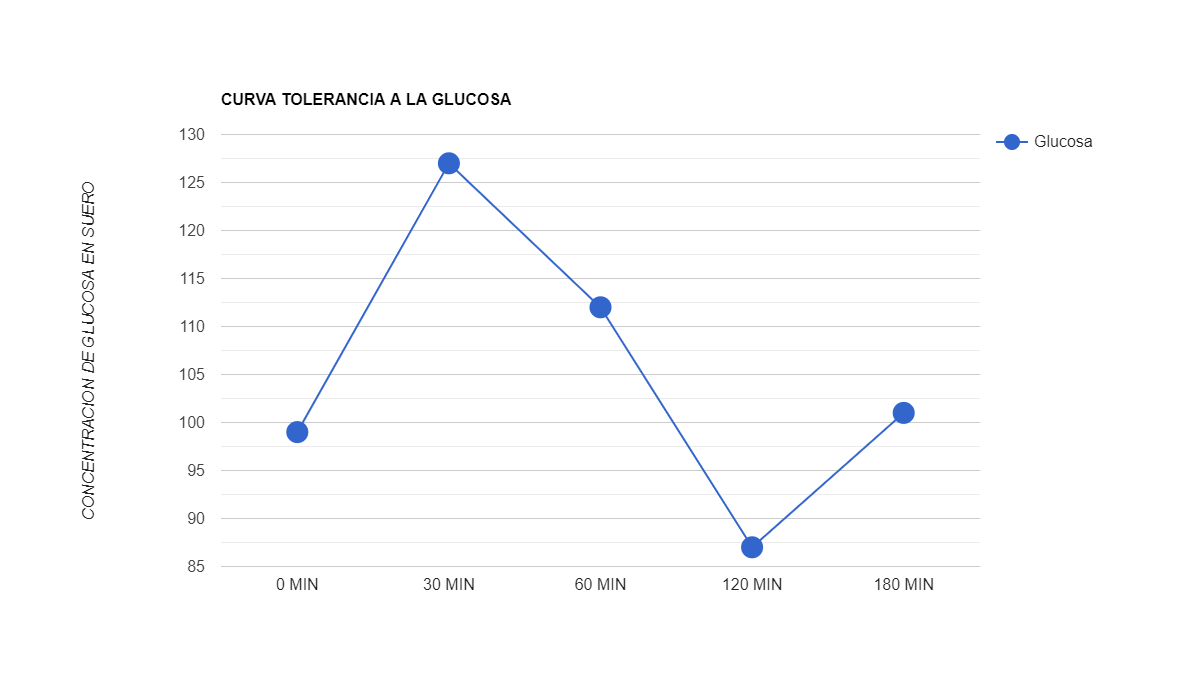 CURVA TOLERANCIA A LA GLUCOSA
CONCENTRACION DE GLUCOSA EN SUERO
130
125
120
115
110
105
100
95
90
85
0 MIN
30 MIN
60 MIN
120 MIN
180 MIN
Glucosa